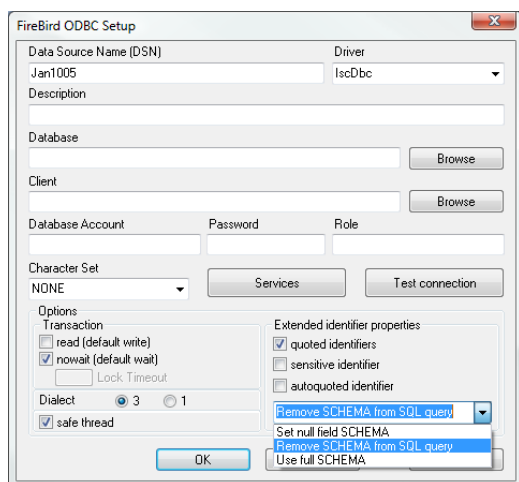 FireBird ODBC Setup
Data Source Name (DSN)
Driver
Jan1005
IscDbc
Description
Database
Browse
Client
Browse
Database Account
Password
Role
Character Set
NONE
Services
Test connection
Options
Transaction
Extended identifier properties
read (default write)
quoted identifiers
nowait (default wait)
sensitive identifier
Lock Timeout
autoquoted identifier
Dialect
3
1
Remove SCHEMA from SQL query
safe thread
Set null field SCHEMA
Remove SCHEMA from SQL query
Use full SCHEMA
OK